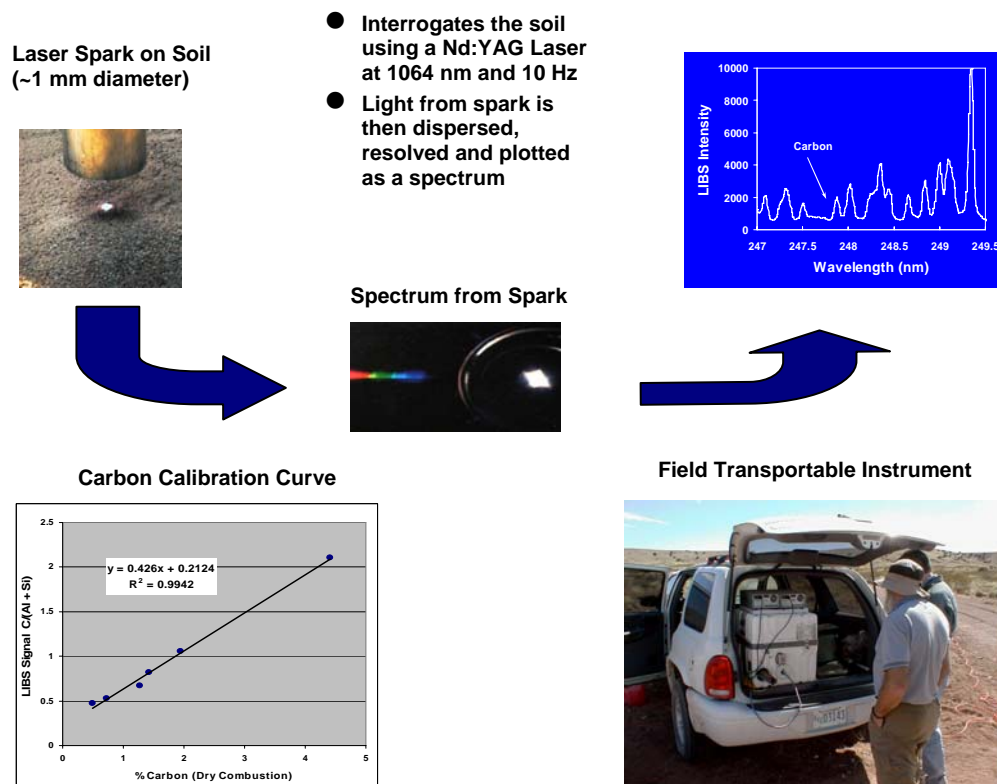 Laser Spark on Soil
(~1 mm diameter)
● Interrogates the soil
using a Nd:YAG Laser
at 1064 nm and 10 Hz
● Light from spark is
then dispersed,
resolved and plotted
as a spectrum
LIBS Intensity
10000
8000
6000
4000
2000
0
Carbon
247 247.5 248 248.5 249 249.5
Wavelength (nm)
Spectrum from Spark
Carbon Calibration Curve
LIBS Signal C/(Al + Si)
2.5
2
1.5
1
0.5
0
y = 0.426x + 0.2124
R² = 0.9942
0 1 2 3 4 5
% Carbon (Dry Combustion)
Field Transportable Instrument